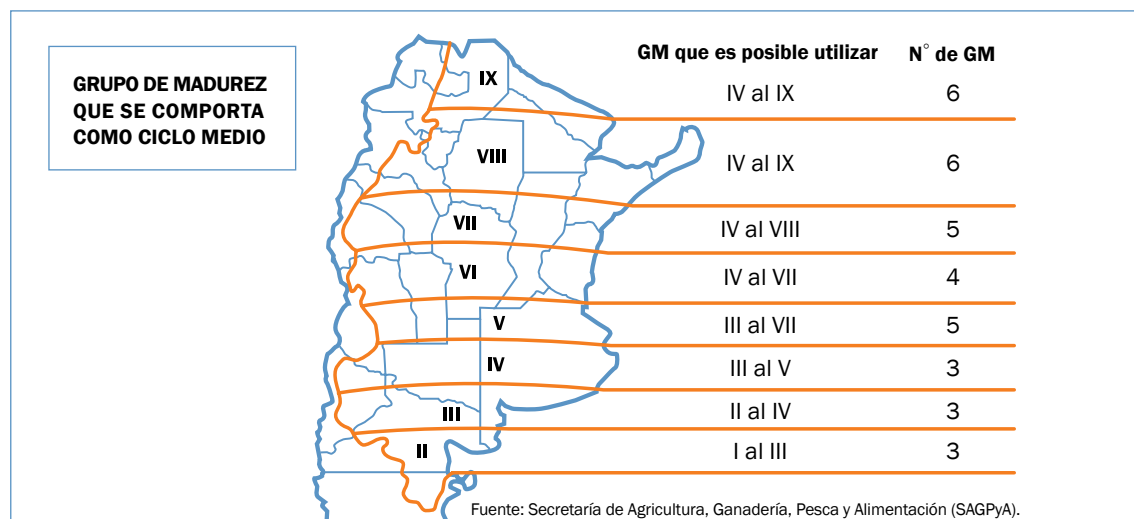 GRUPO DE MADUREZ
QUE SE COMPORTA
COMO CICLO MEDIO
GM que es posible utilizar N° de GM
IX IV al IX 6
VIII IV al IX 6
VII IV al VIII 5
VI IV al VII 4
V III al VII 5
IV III al V 3
III II al IV 3
II I al III 3
Fuente: Secretaría de Agricultura, Ganadería, Pesca y Alimentación (SAGPyA).